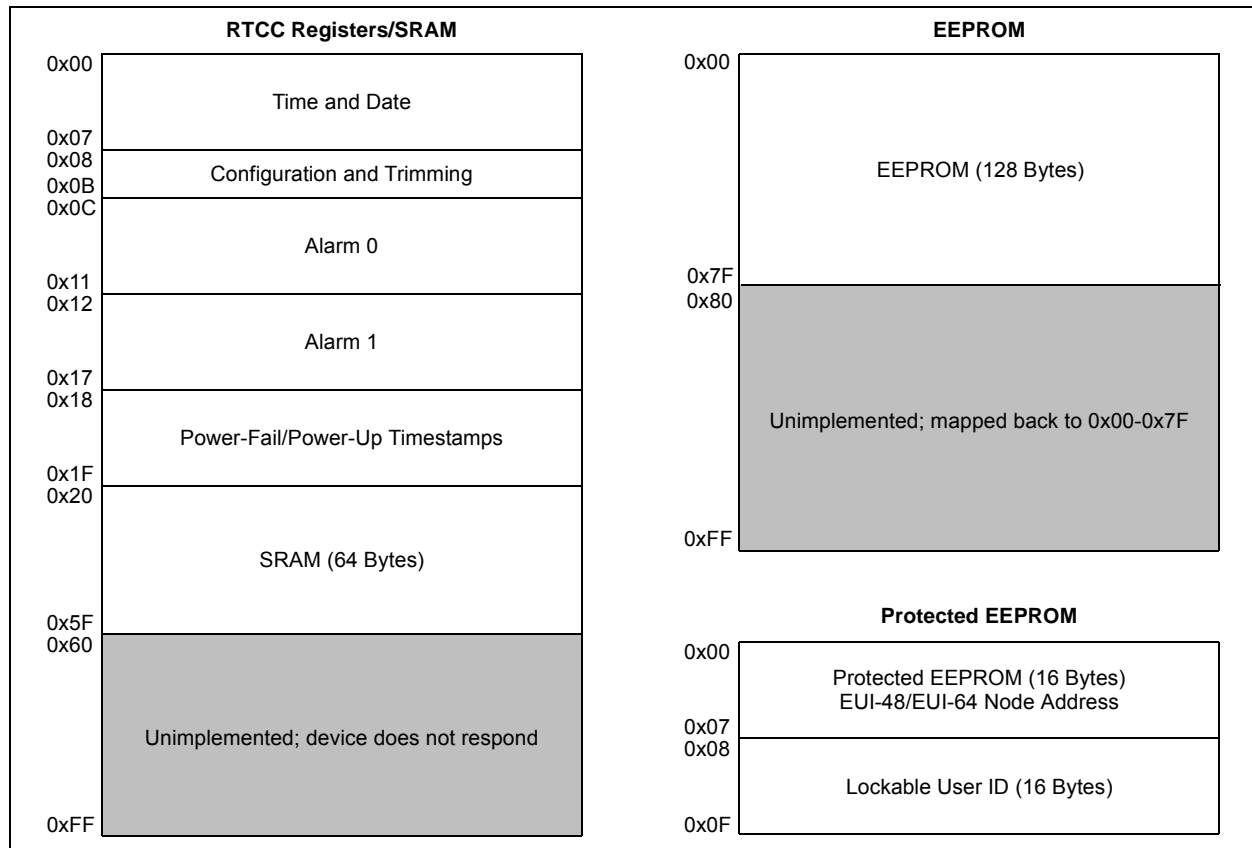 RTCC Registers/SRAM
0x00
Time and Date
0x07
0x08
Configuration and Trimming
0x0B
0x0C
Alarm 0
0x11
0x12
Alarm 1
0x17
0x18
Power-Fail/Power-Up Timestamps
0x1F
0x20
SRAM (64 Bytes)
0x5F
0x60
Unimplemented; device does not respond
0xFF
EEPROM
0x00
EEPROM (128 Bytes)
0x7F
0x80
Unimplemented; mapped back to 0x00-0x7F
0xFF
Protected EEPROM
0x00
Protected EEPROM (16 Bytes)
EUI-48/EUI-64 Node Address
0x07
0x08
Lockable User ID (16 Bytes)
0x0F